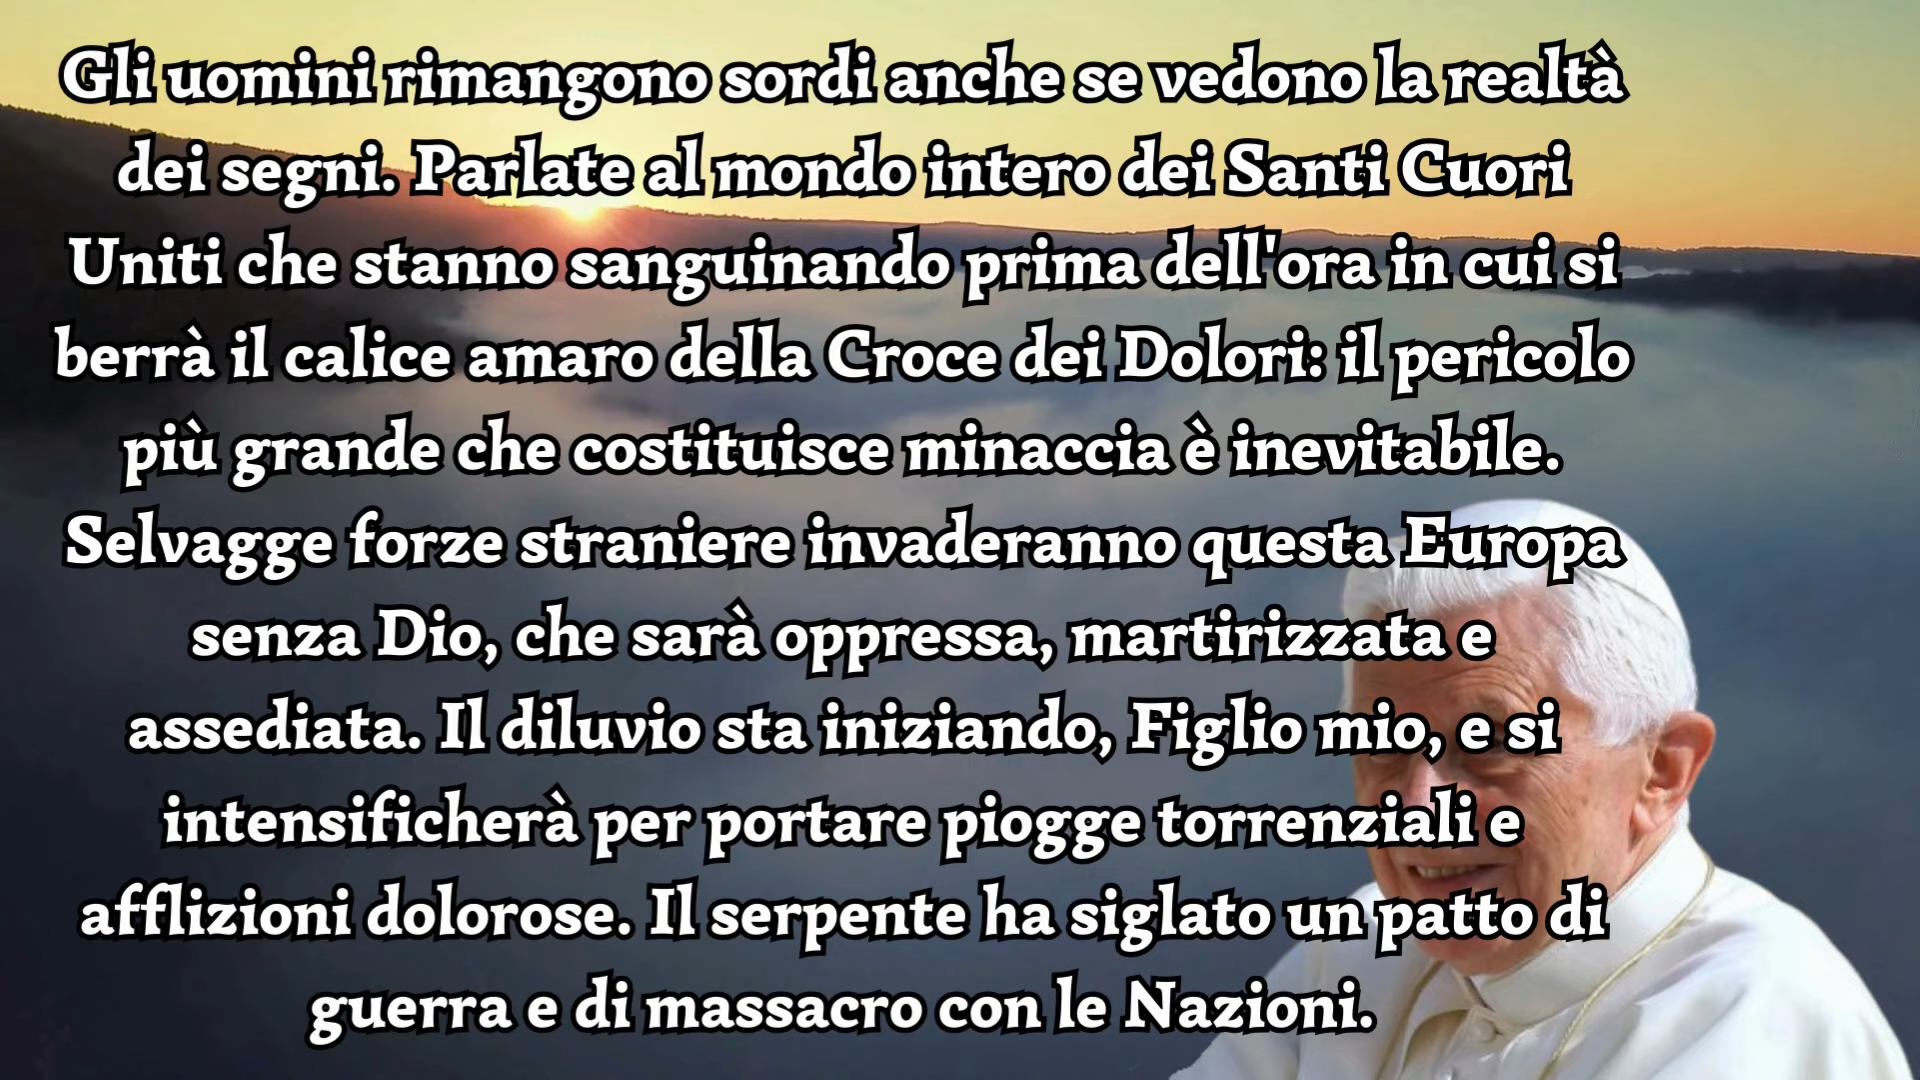 Gli uomini rimangono sordi anche se vedono la realtà
dei segni. Parlate al mondo intero dei Santi Cuori
Uniti che stanno sanguinando prima dell'ora in cui si
berrà il calice amaro della Croce dei Dolori: il pericolo
più grande che costituisce minaccia è inevitabile.
Selvagge forze straniere invaderanno questa Europa
senza Dio, che sarà oppressa, martirizzata e
assediata. Il diluvio sta iniziando, Figlio mio, e si
intensificherà per portare piogge torrenziali e
afflizioni dolorose. Il serpente ha siglato un patto di
guerra e di massacro con le Nazioni.